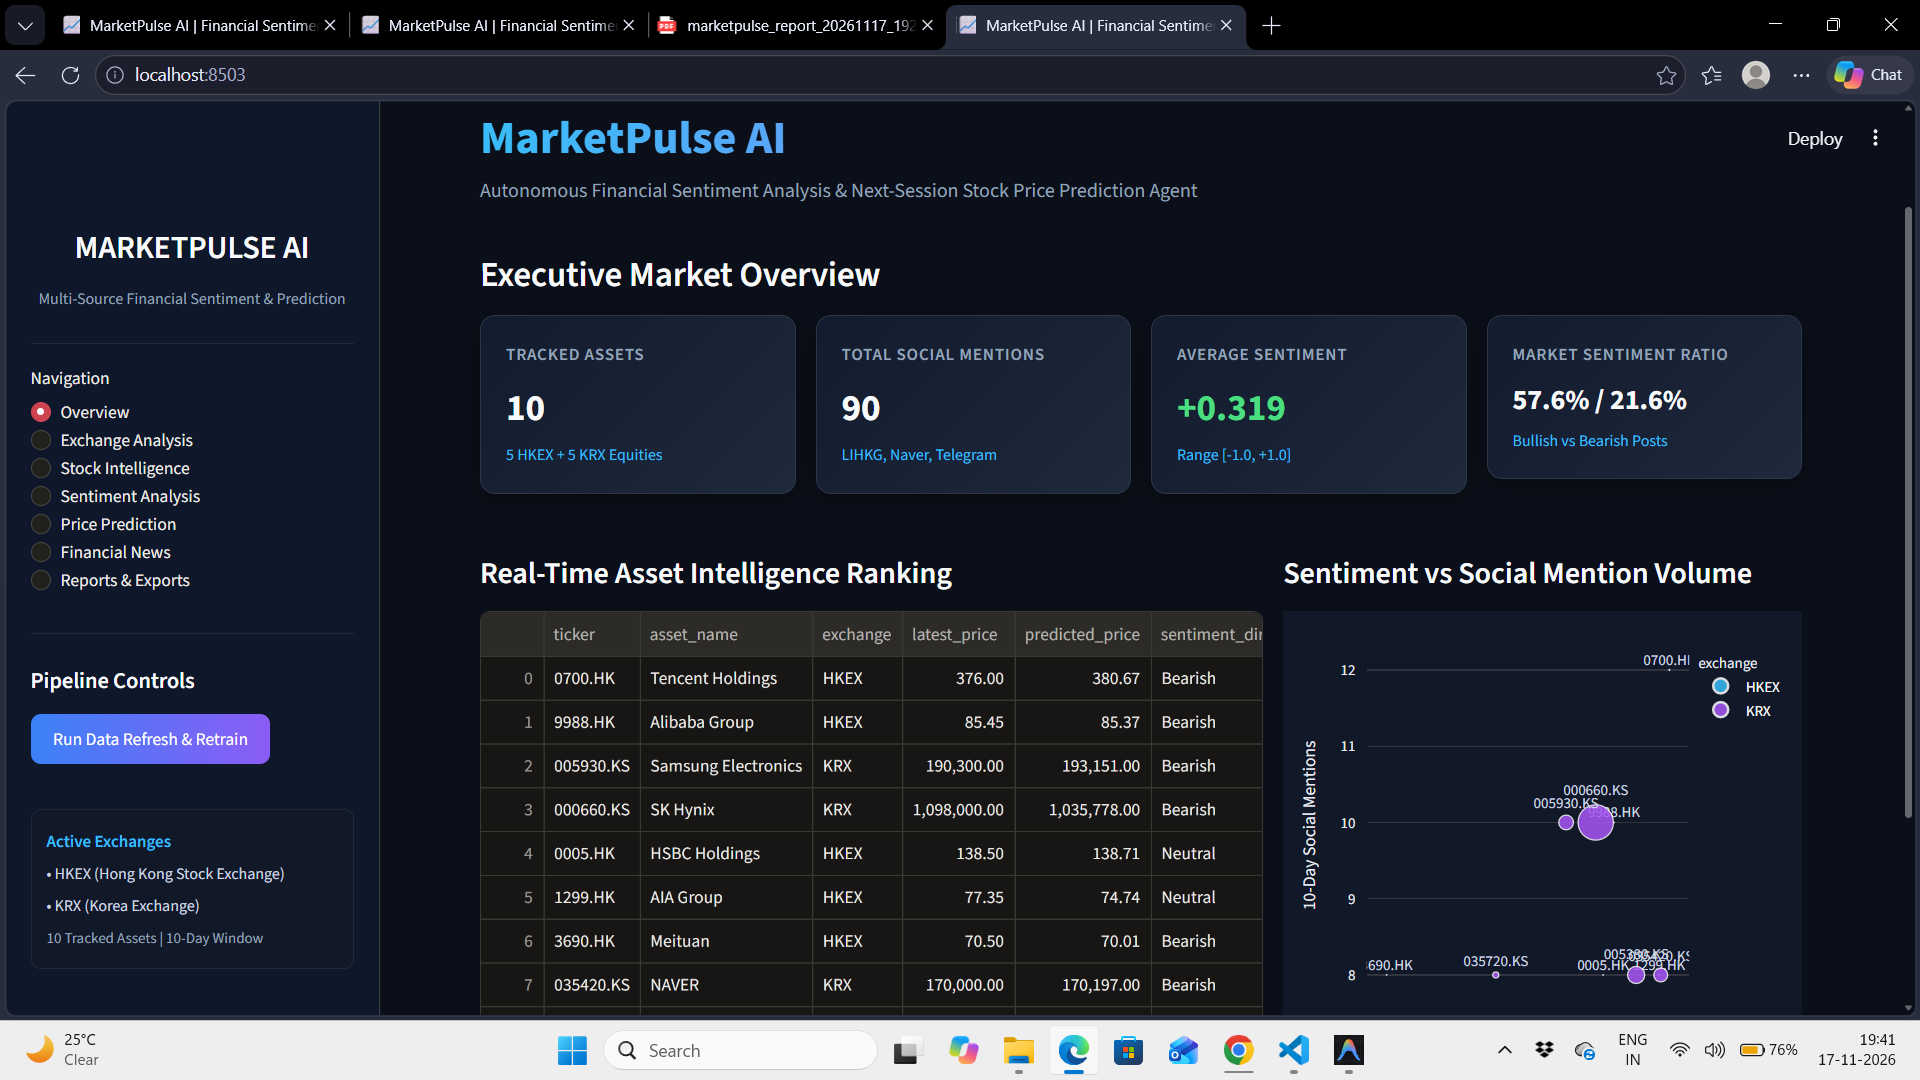 MarketPulse AI | Financial Sentime
MarketPulse AI | Financial Sentime
marketpulse_report_20261117_192
MarketPulse AI | Financial Sentime
localhost:8503
Chat
MARKETPULSE AI
Multi-Source Financial Sentiment & Prediction
Navigation
Overview
Exchange Analysis
Stock Intelligence
Sentiment Analysis
Price Prediction
Financial News
Reports & Exports
Pipeline Controls
Run Data Refresh & Retrain
Active Exchanges
• HKEX (Hong Kong Stock Exchange)
• KRX (Korea Exchange)
10 Tracked Assets | 10-Day Window
MarketPulse AI
Deploy
Autonomous Financial Sentiment Analysis & Next-Session Stock Price Prediction Agent
Executive Market Overview
TRACKED ASSETS
10
5 HKEX + 5 KRX Equities
TOTAL SOCIAL MENTIONS
90
LIHKG, Naver, Telegram
AVERAGE SENTIMENT
+0.319
Range [-1.0, +1.0]
MARKET SENTIMENT RATIO
57.6% / 21.6%
Bullish vs Bearish Posts
Real-Time Asset Intelligence Ranking
ticker asset_name exchange latest_price predicted_price sentiment_dir
0 0700.HK Tencent Holdings HKEX 376.00 380.67 Bearish
1 9988.HK Alibaba Group HKEX 85.45 85.37 Bearish
2 005930.KS Samsung Electronics KRX 190,300.00 193,151.00 Bearish
3 000660.KS SK Hynix KRX 1,098,000.00 1,035,778.00 Bearish
4 0005.HK HSBC Holdings HKEX 138.50 138.71 Neutral
5 1299.HK AIA Group HKEX 77.35 74.74 Neutral
6 3690.HK Meituan HKEX 70.50 70.01 Bearish
7 035420.KS NAVER KRX 170,000.00 170,197.00 Bearish
Sentiment vs Social Mention Volume
10-Day Social Mentions
12
11
10
9
8
0700.H
exchange
HKEX
KRX
000660.KS
005930.KS
9988.HK
690.HK
035720.KS
0005.HK
1299.HK
25°C
Clear
Search
ENG
IN
76%
19:41
17-11-2026